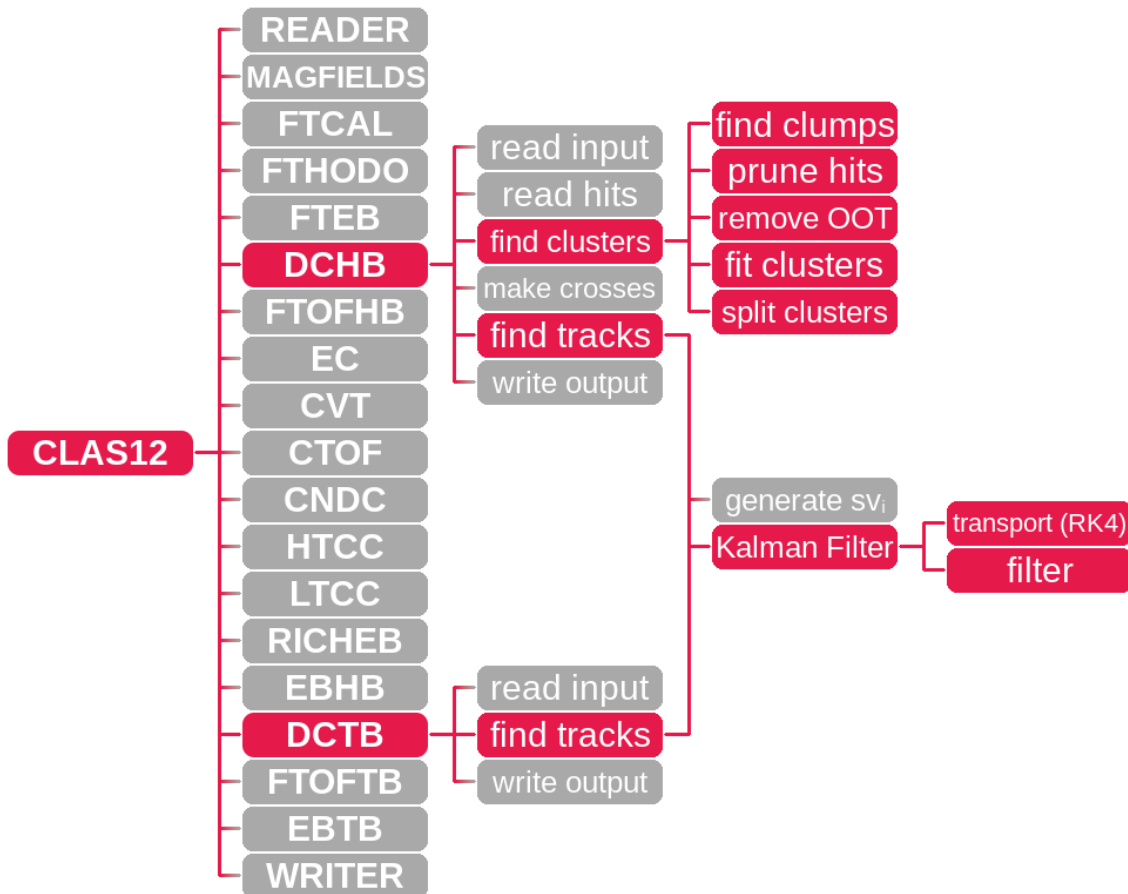 CLAS12
READER
MAGFIELDS
FTCAL
FTHODO
FTEB
DCHB
FTOFHB
EC
CVT
CTOF
CNDC
HTCC
LTCC
RICHEB
EBHB
DCTB
FTOFTB
EBTB
WRITER
read input
read hits
find clusters
make crosses
find tracks
write output
read input
find tracks
write output
find clumps
prune hits
remove OOT
fit clusters
split clusters
generate svᵢ
Kalman Filter
transport (RK4)
filter